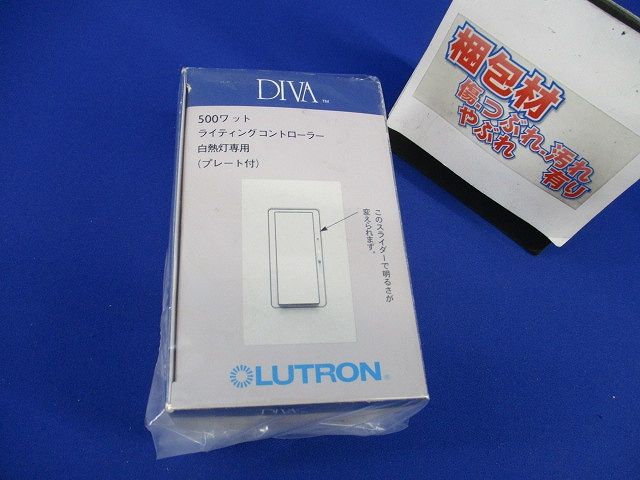 DIVA™
500ワット
ライティングコントローラー
白熱灯専用
(プレート付)
このスライダーで明るさが
変えられます。
LUTRON®
DIVA
梱包材
傷・つぶれ・汚れ
やぶれ 有り